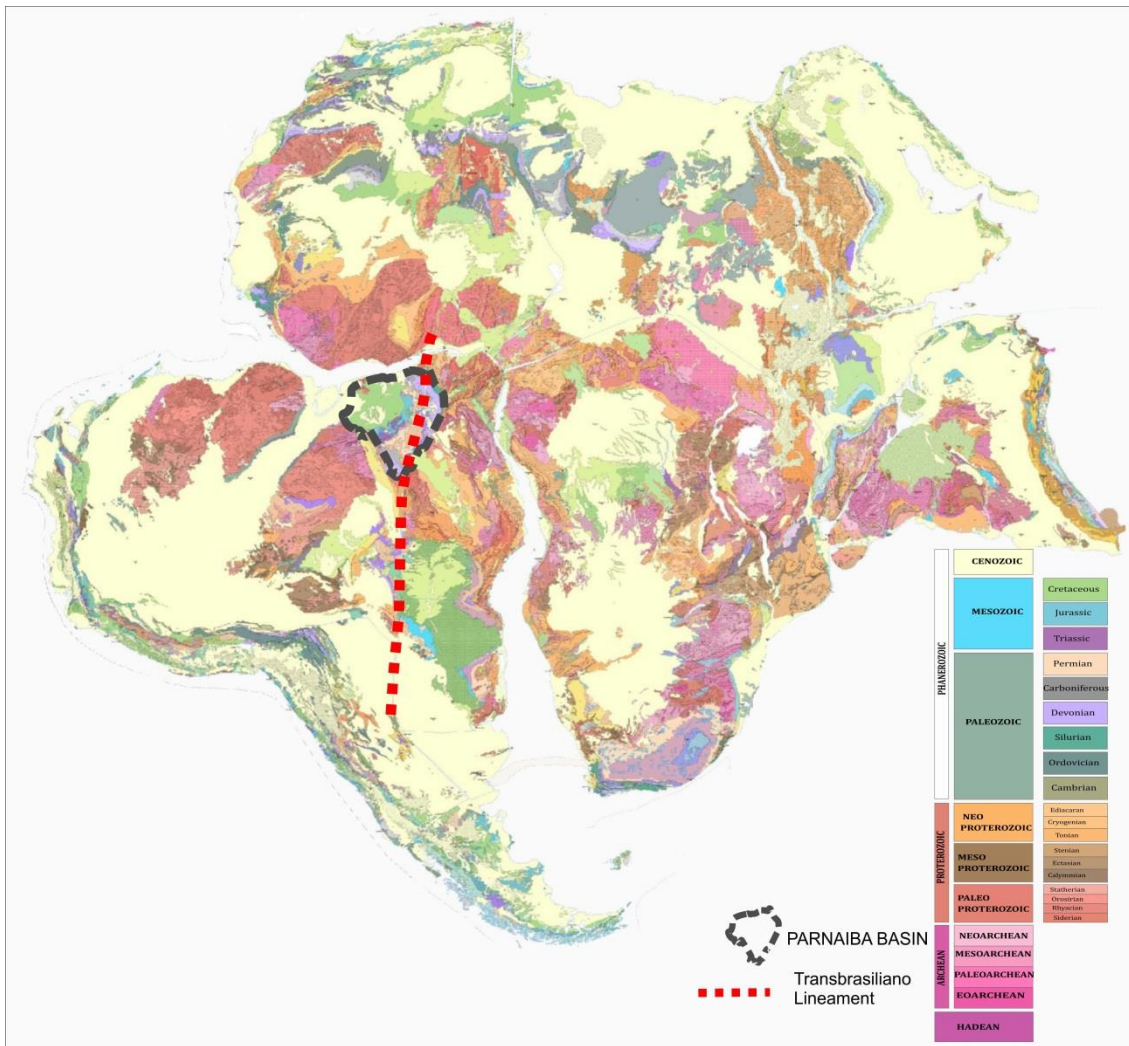 CENOZOIC
MESOZOIC
Cretaceous
Jurassic
Triassic
PHANEROZOIC
PALEOZOIC
Permian
Carboniferous
Devonian
Silurian
Ordovician
Cambrian
PROTEROZOIC
NEO
PROTEROZOIC
Ediacaran
Cryogenian
Tonian
MESO
PROTEROZOIC
Stenian
Ectasian
Calymmian
PALEO
PROTEROZOIC
Statherian
Orosirian
Rhyacian
Siderian
ARCHEAN
NEOARCHEAN
MESOARCHEAN
PALEOARCHEAN
EOARCHEAN
HADEAN
PARNAIBA BASIN
Transbrasiliano
Lineament